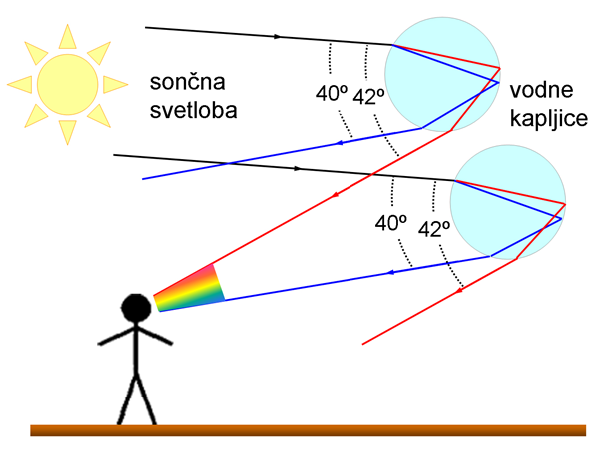 sončna
svetloba
40º
42º
vodne
kapljice
40º
42º